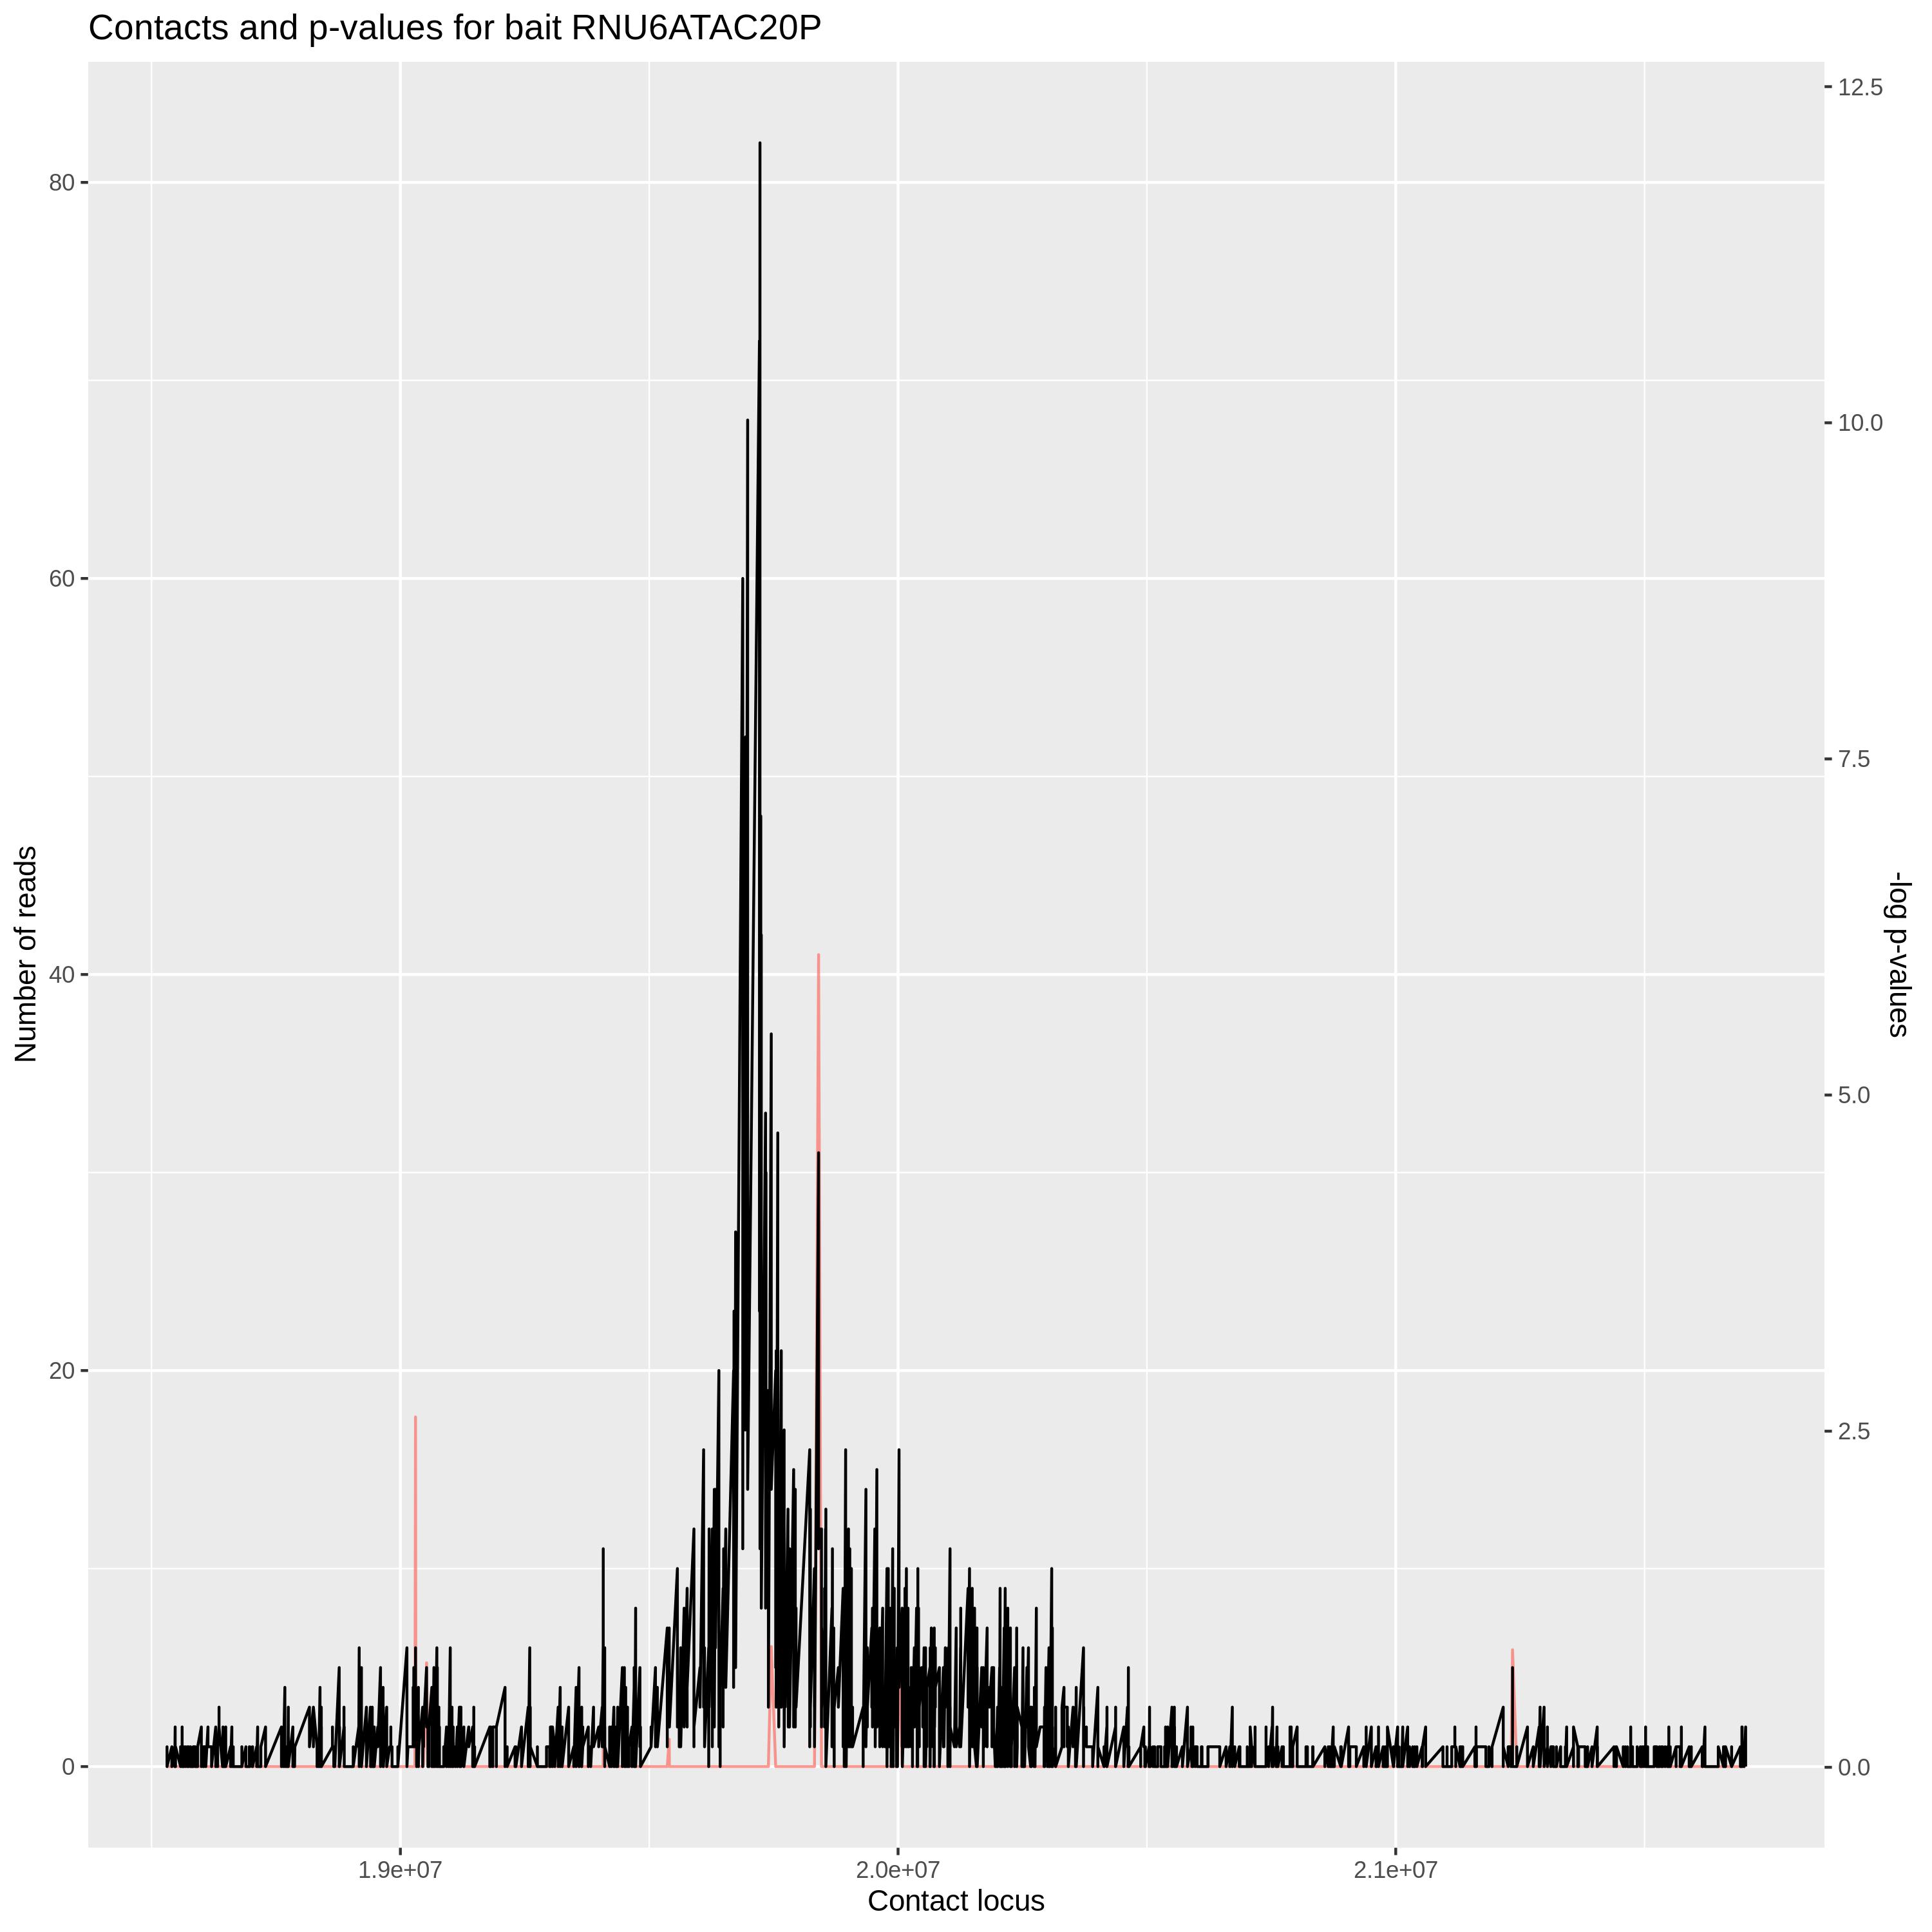 Contacts and p-values for bait RNU6ATAC20P
12.5
80
10.0
60
7.5
Number of reads
-log p-values
40
5.0
20
2.5
0
0.0
1.9e+07 2.0e+07 2.1e+07
Contact locus